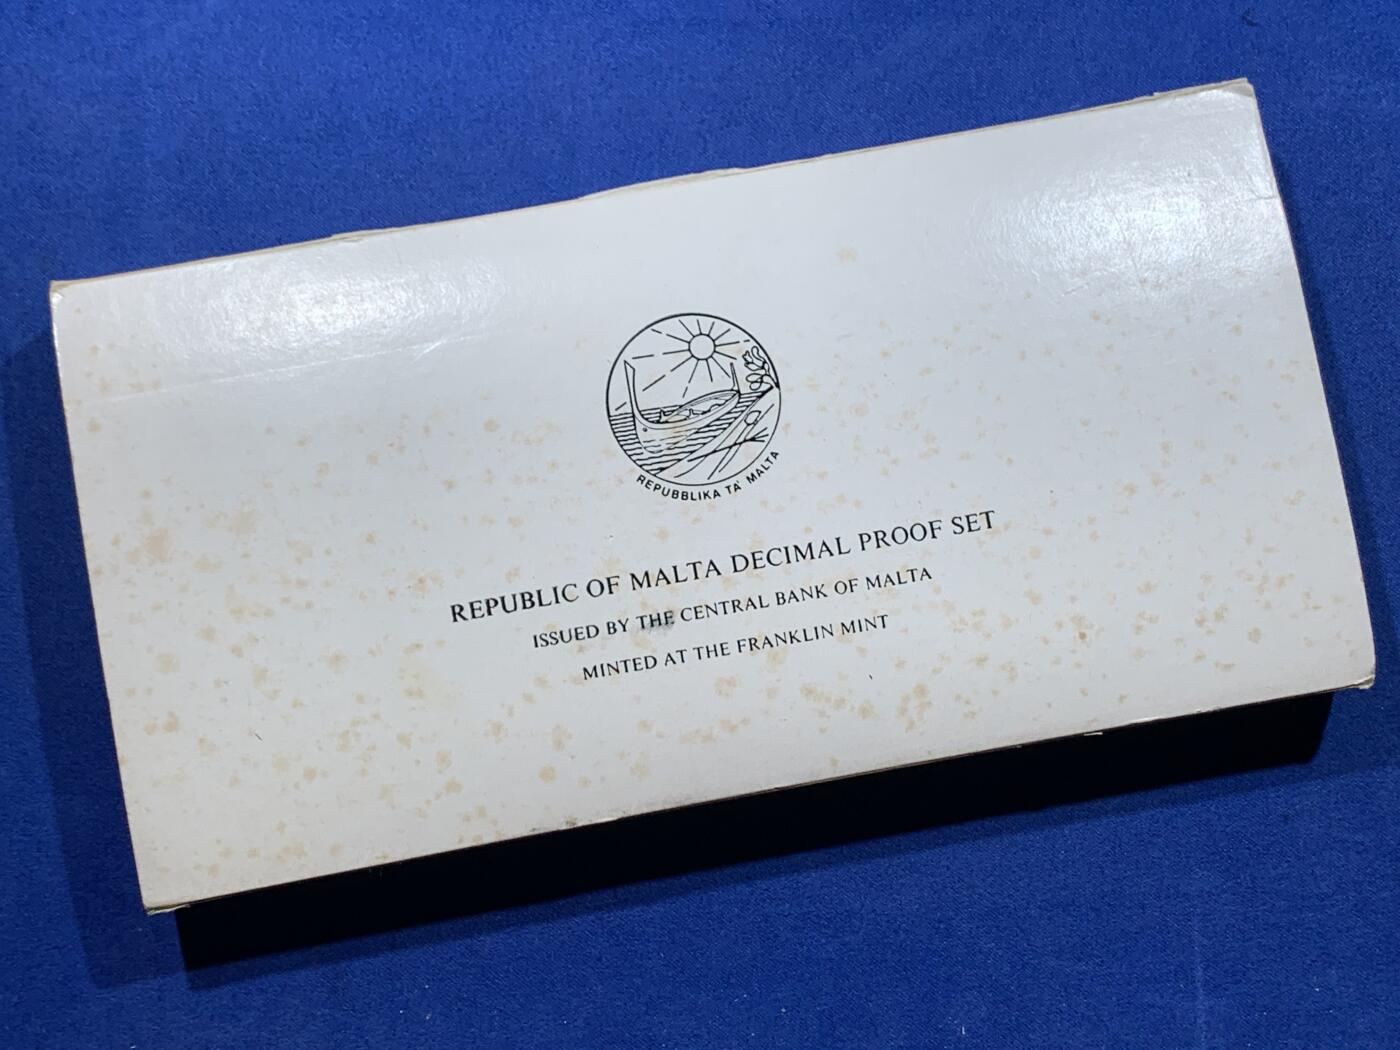 REPUBBLIKA TA' MALTA
REPUBLIC OF MALTA DECIMAL PROOF SET
ISSUED BY THE CENTRAL BANK OF MALTA
MINTED AT THE FRANKLIN MINT